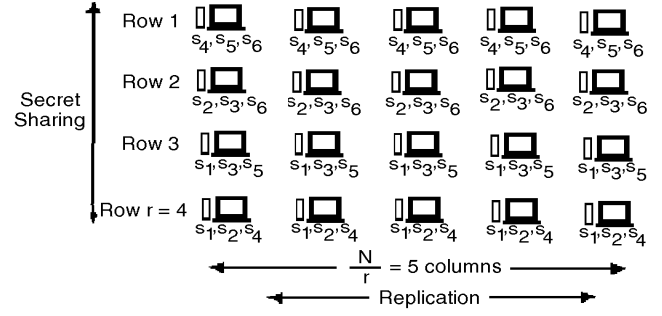 Row 1
s4,s5,s6 s4,s5,s6 s4,s5,s6 s4,s5,s6 s4,s5,s6
Row 2
s2,s3,s6 s2,s3,s6 s2,s3,s6 s2,s3,s6 s2,s3,s6
Secret
Sharing
Row 3
s1,s3,s5 s1,s3,s5 s1,s3,s5 s1,s3,s5 s1,s3,s5
Row r = 4
s1,s2,s4 s1,s2,s4 s1,s2,s4 s1,s2,s4 s1,s2,s4
N
r = 5 columns
Replication